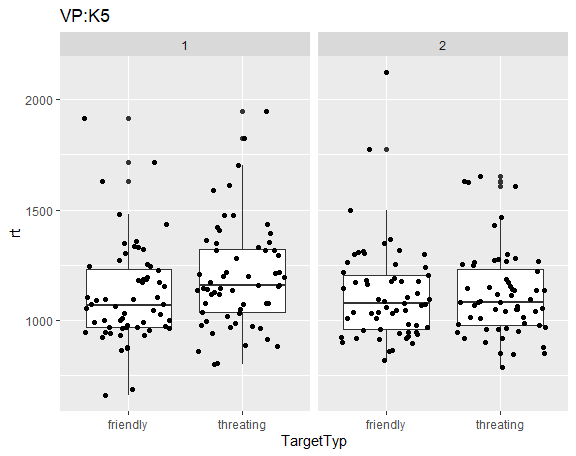 VP:K5
1 2
rt
2000
1500
1000
friendly threating friendly threating
TargetTyp